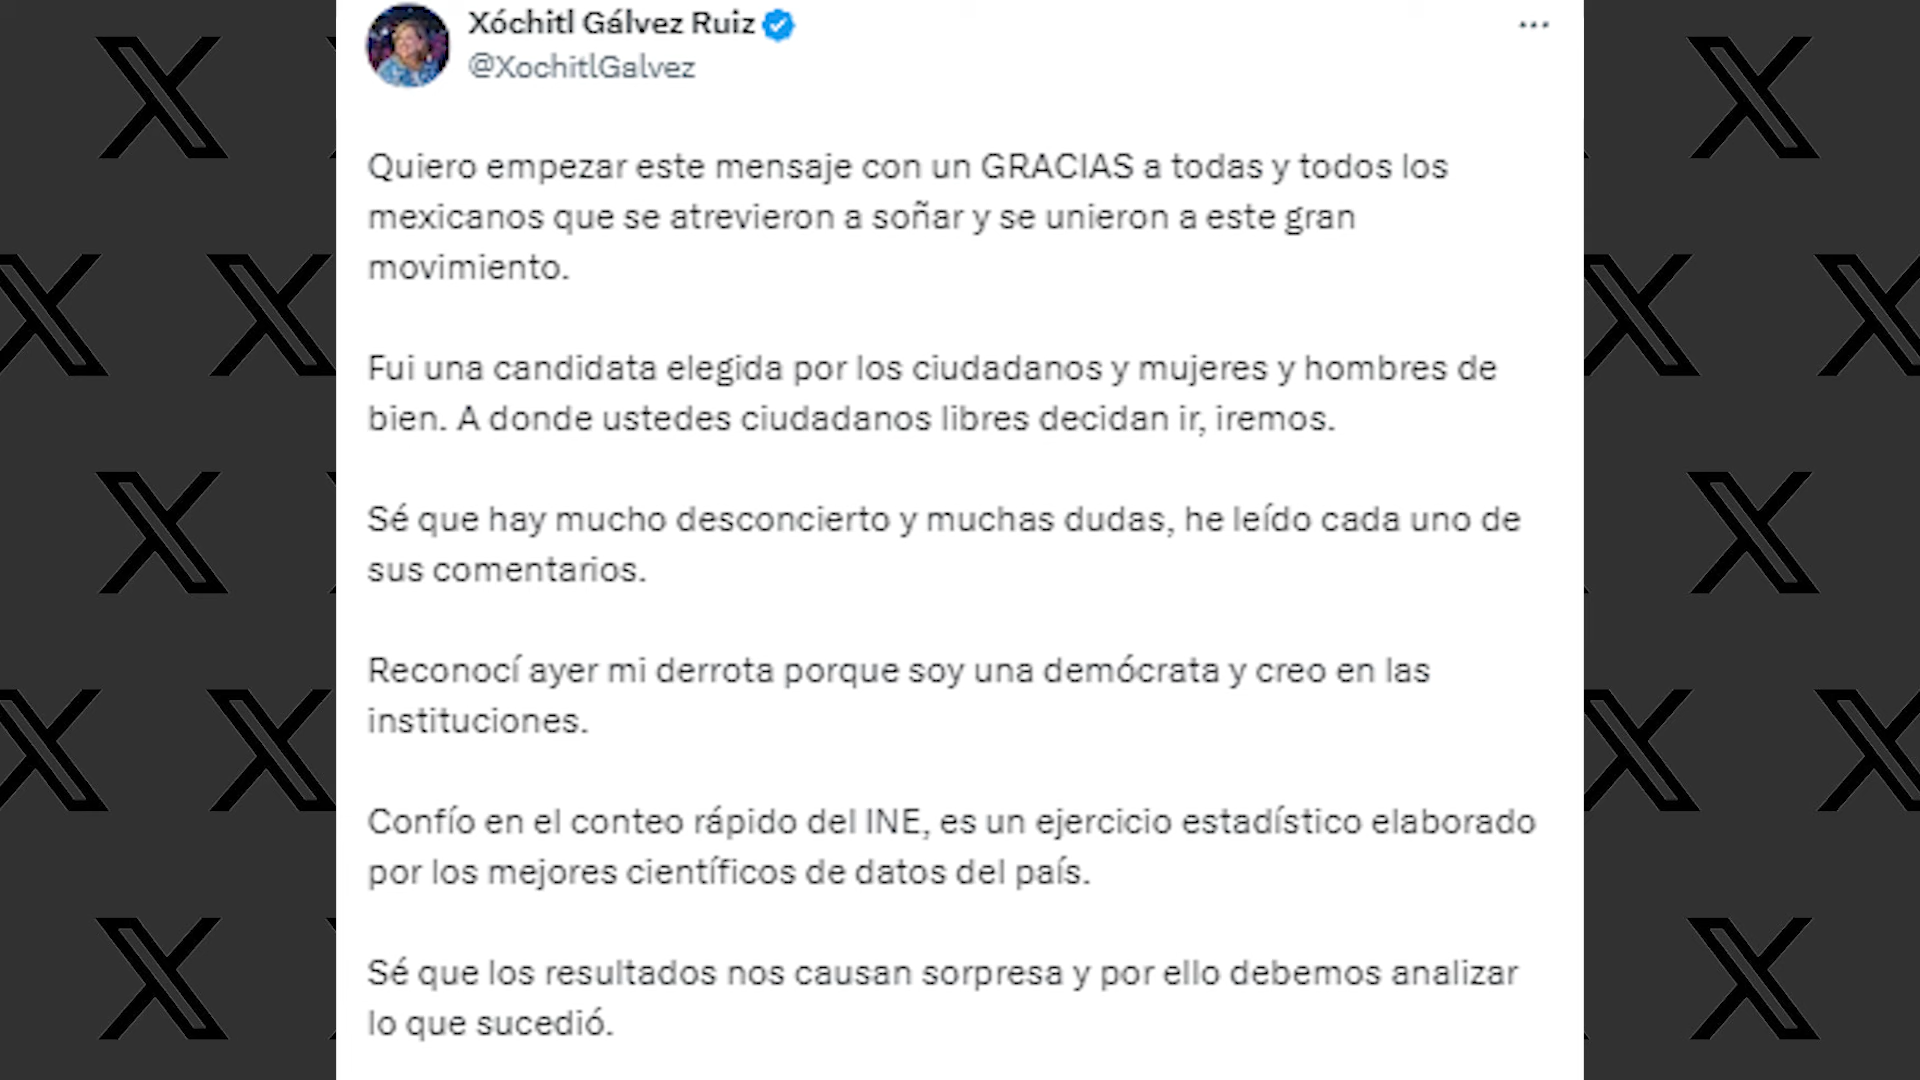 Xóchitl Gálvez Ruiz
@XochitlGalvez
Quiero empezar este mensaje con un GRACIAS a todas y todos los
mexicanos que se atrevieron a soñar y se unieron a este gran
movimiento.
Fui una candidata elegida por los ciudadanos y mujeres y hombres de
bien. A donde ustedes ciudadanos libres decidan ir, iremos.
Sé que hay mucho desconcierto y muchas dudas, he leído cada uno de
sus comentarios.
Reconocí ayer mi derrota porque soy una demócrata y creo en las
instituciones.
Confío en el conteo rápido del INE, es un ejercicio estadístico elaborado
por los mejores científicos de datos del país.
Sé que los resultados nos causan sorpresa y por ello debemos analizar
lo que sucedió.